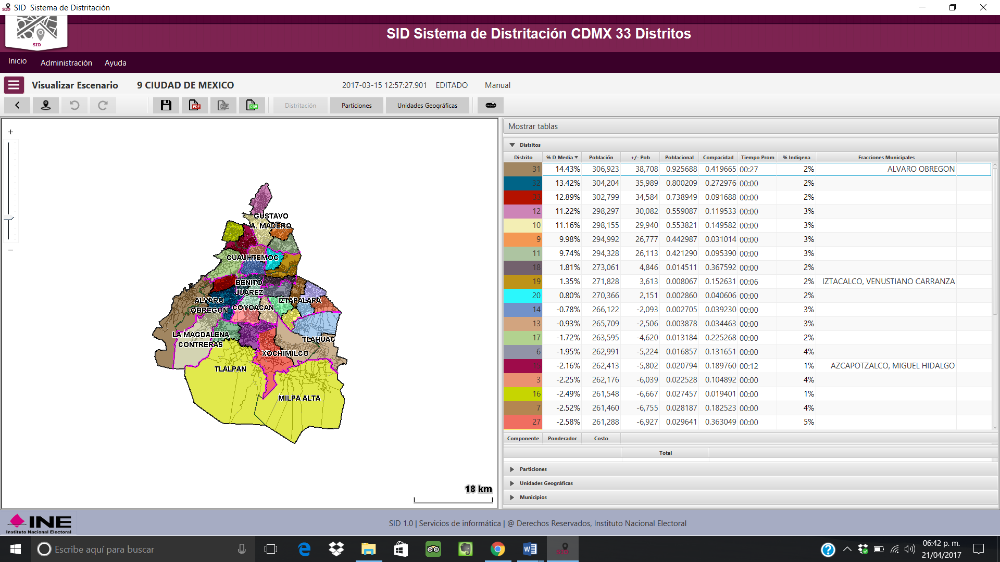 SID Sistema de Distritación
SID
SID Sistema de Distritación CDMX 33 Distritos
Inicio Administración Ayuda
Visualizar Escenario 9 CIUDAD DE MEXICO 2017-03-15 12:57:27.901 EDITADO Manual
PDF ZIP CSV Distritación Particiones Unidades Geográficas
+
−
GUSTAVO
A. MADERO
CUAUHTEMOC
BENITO
JUAREZ
ALVARO
OBREGON
COYOACAN
IZTAPALAPA
LA MAGDALENA
CONTRERAS
TLAHUAC
XOCHIMILCO
TLALPAN
MILPA ALTA
18 km
Mostrar tablas
Distritos
Distrito % D Media Población +/- Pob Poblacional Compacidad Tiempo Prom % Indigena Fracciones Municipales
31 14.43% 306,923 38,708 0.925688 0.419665 00:27 2% ALVARO OBREGON
32 13.42% 304,204 35,989 0.800209 0.272976 00:00 2%
33 12.89% 302,799 34,584 0.738949 0.091688 00:00 2%
12 11.22% 298,297 30,082 0.559087 0.119533 00:00 3%
10 11.16% 298,155 29,940 0.553821 0.149582 00:00 3%
9 9.98% 294,992 26,777 0.442987 0.031014 00:00 3%
11 9.74% 294,328 26,113 0.421290 0.095390 00:00 3%
18 1.81% 273,061 4,846 0.014511 0.367592 00:00 2%
19 1.35% 271,828 3,613 0.008067 0.152631 00:06 2% IZTACALCO, VENUSTIANO CARRANZA
20 0.80% 270,366 2,151 0.002860 0.040606 00:00 2%
14 -0.78% 266,122 -2,093 0.002705 0.039230 00:00 3%
13 -0.93% 265,709 -2,506 0.003878 0.034463 00:00 3%
17 -1.72% 263,595 -4,620 0.013184 0.225268 00:00 2%
6 -1.95% 262,991 -5,224 0.016857 0.131651 00:00 4%
15 -2.16% 262,413 -5,802 0.020794 0.189760 00:12 1% AZCAPOTZALCO, MIGUEL HIDALGO
3 -2.25% 262,176 -6,039 0.022528 0.104892 00:00 4%
16 -2.49% 261,548 -6,667 0.027457 0.019401 00:00 1%
7 -2.52% 261,460 -6,755 0.028187 0.182523 00:00 4%
27 -2.58% 261,288 -6,927 0.029641 0.363049 00:00 5%
Componente Ponderador Costo
Total
Particiones
Unidades Geográficas
Municipios
INE
Instituto Nacional Electoral
SID 1.0 | Servicios de informática | @ Derechos Reservados, Instituto Nacional Electoral
Escribe aquí para buscar
SID
06:42 p. m.
21/04/2017